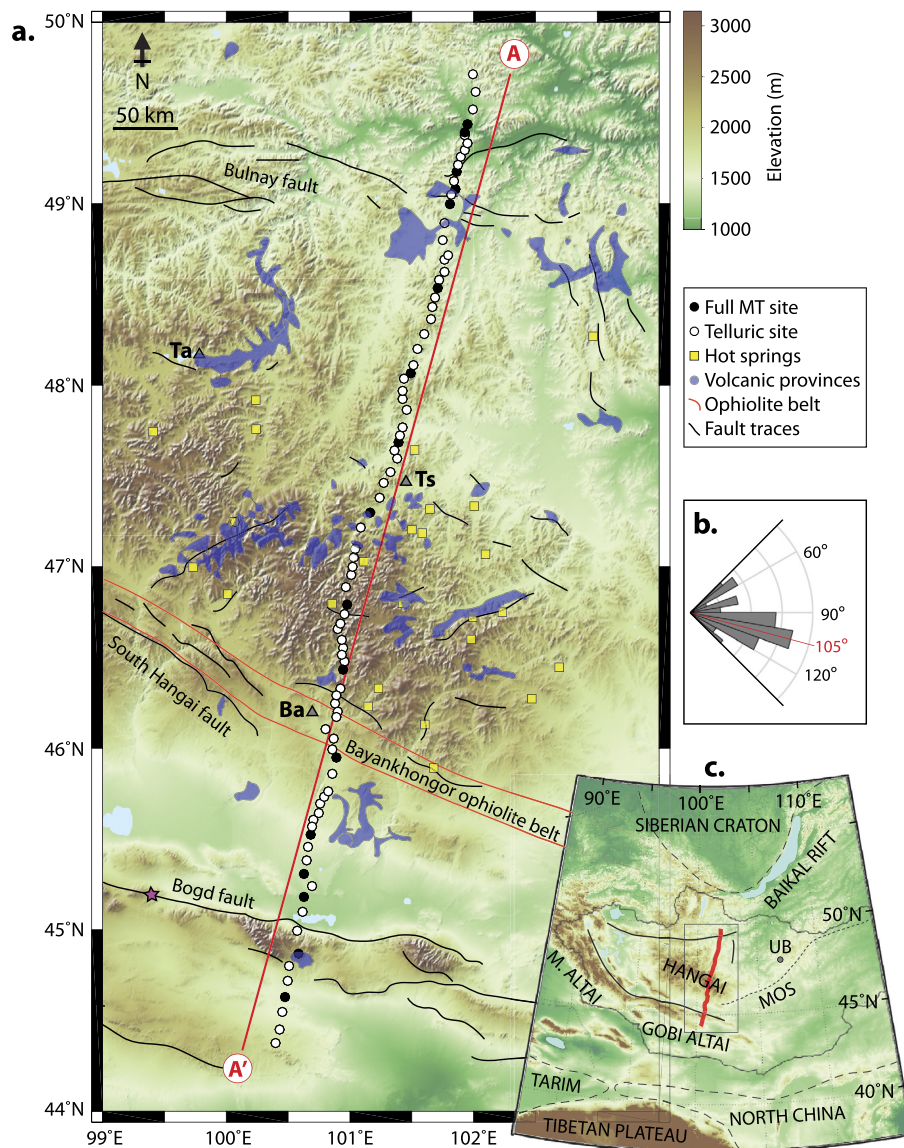 a.
50°N
49°N
48°N
47°N
46°N
45°N
44°N
99°E
100°E
101°E
102°E
N
50 km
A
Bulnay fault
Ta
Ts
South Hangai fault
Ba
Bayankhongor ophiolite belt
Bogd fault
A'
3000
2500
2000
1500
1000
Elevation (m)
Full MT site
Telluric site
Hot springs
Volcanic provinces
Ophiolite belt
Fault traces
b.
60°
90°
105°
120°
c.
90°E
100°E
110°E
SIBERIAN CRATON
BAIKAL RIFT
50°N
UB
HANGAI
M. ALTAI
MOS
45°N
GOBI ALTAI
TARIM
40°N
NORTH CHINA
TIBETAN PLATEAU